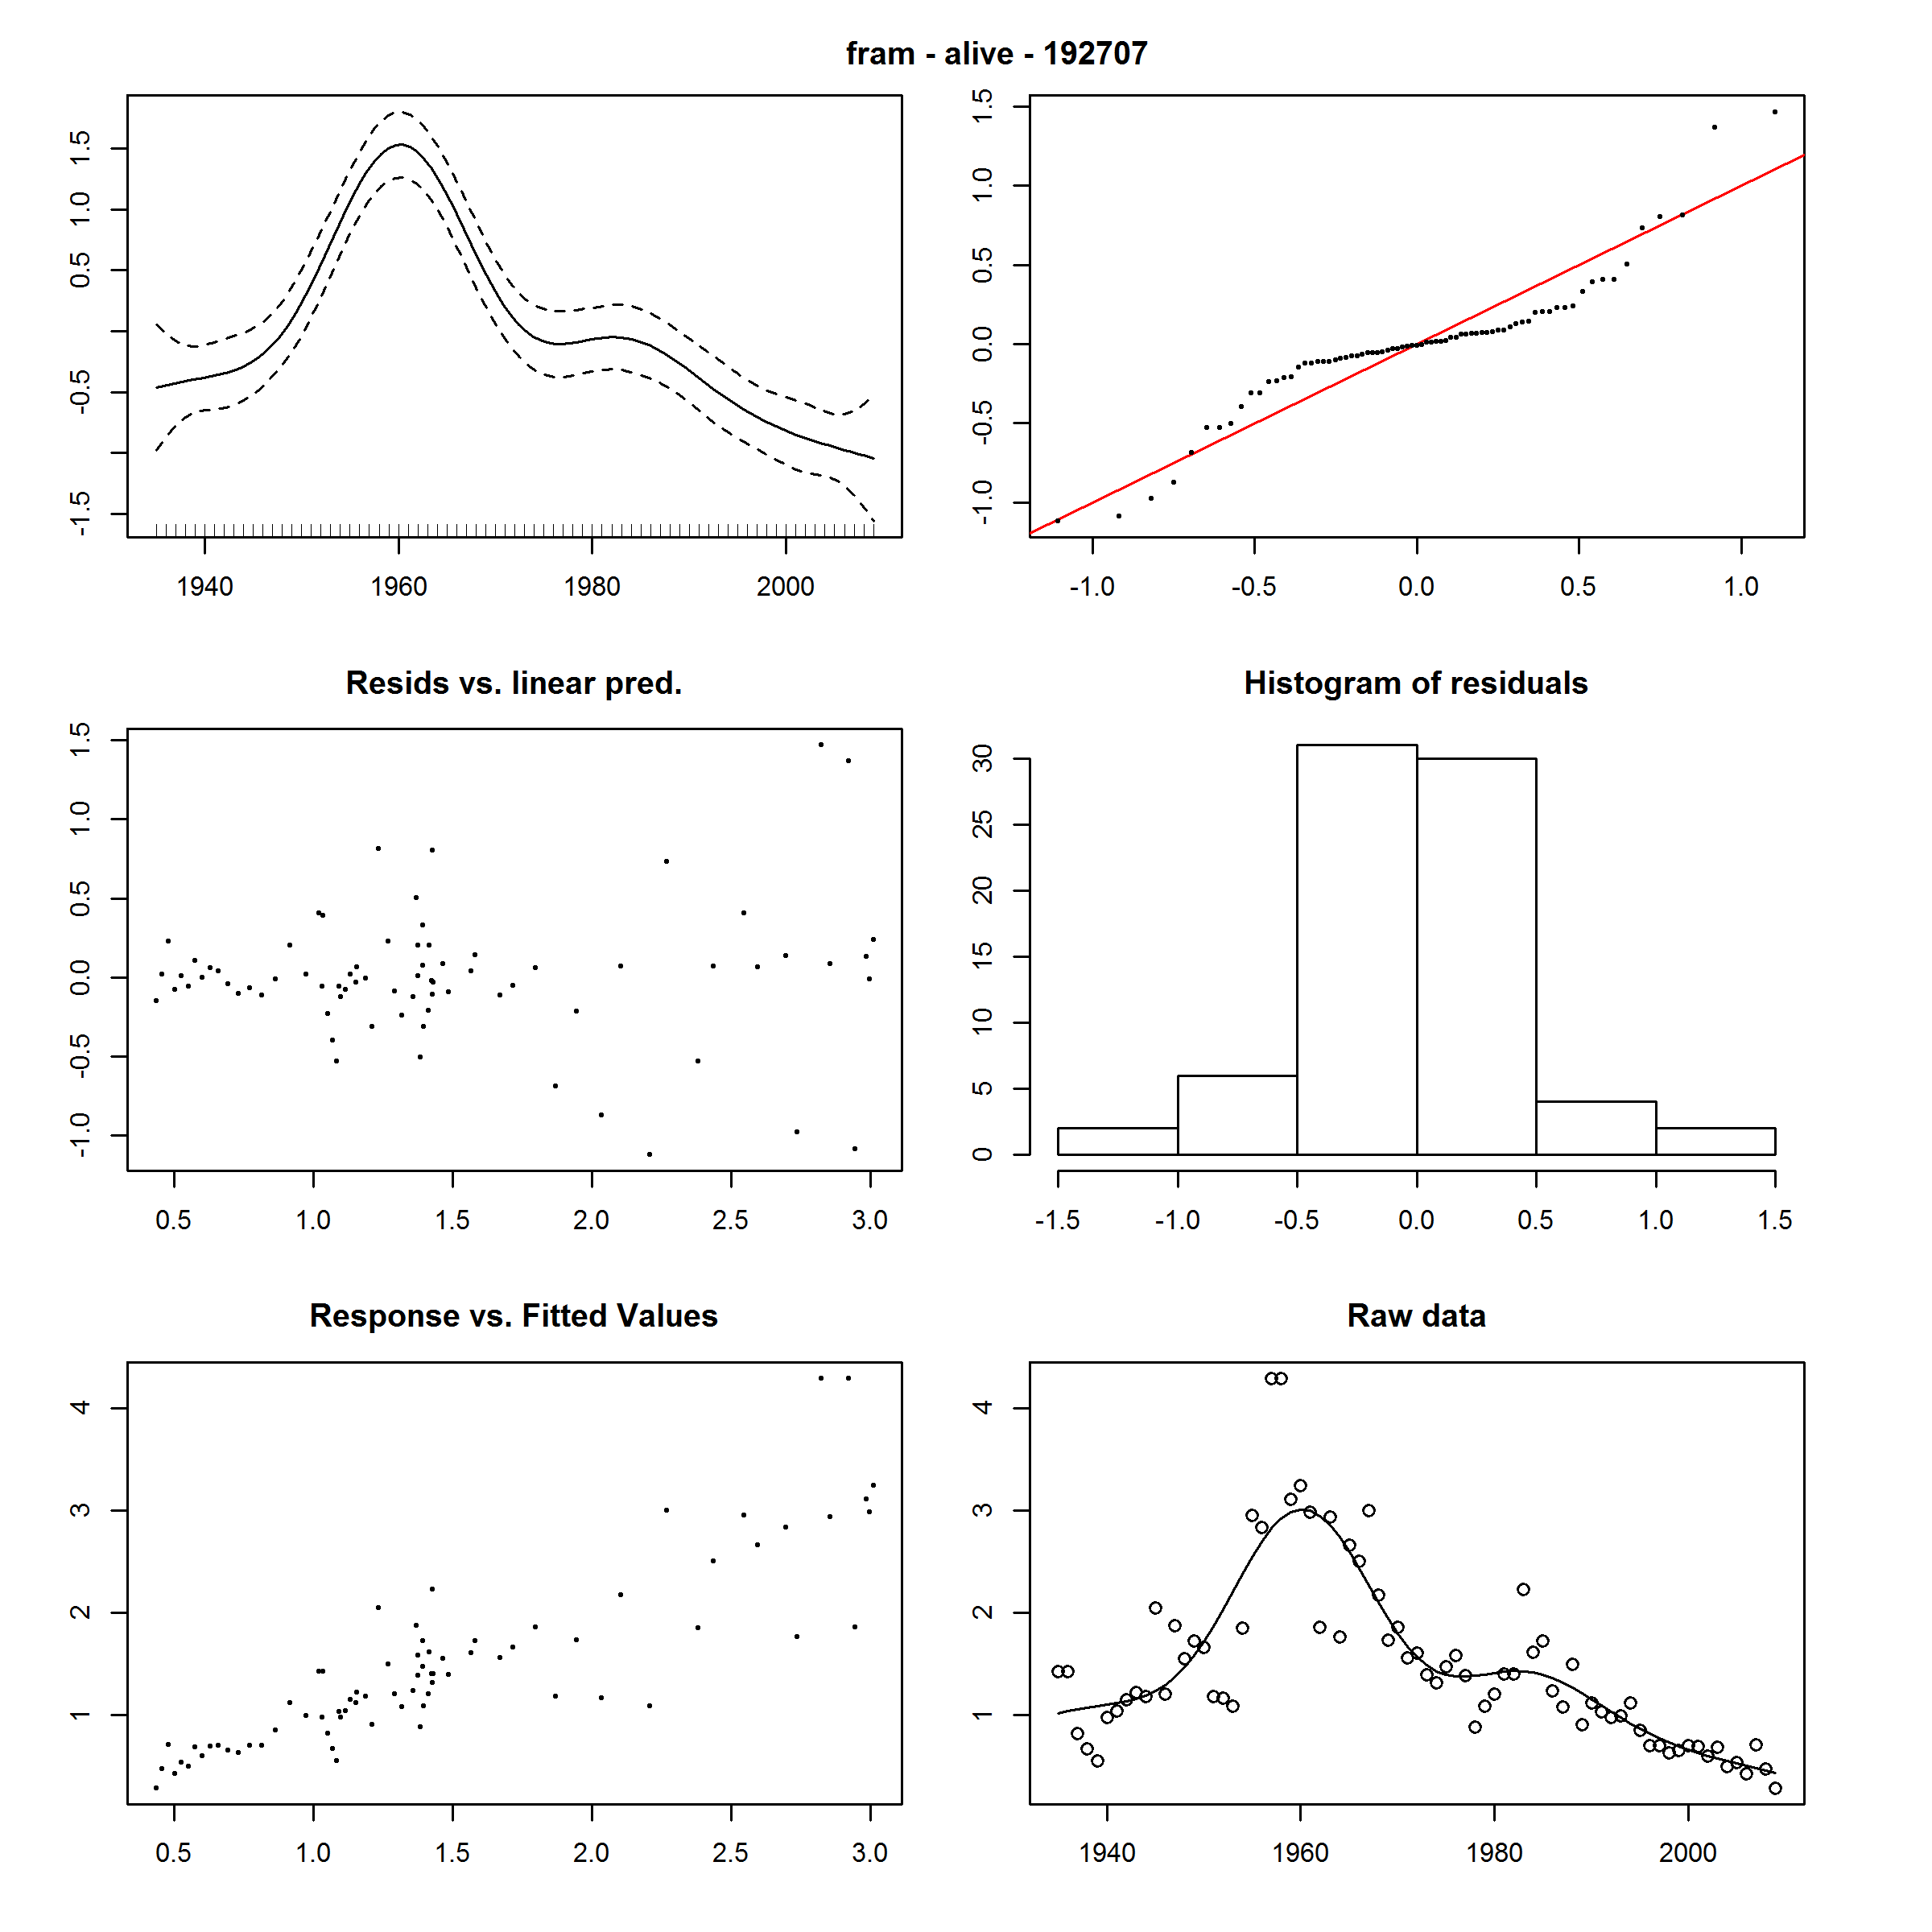 fram - alive - 192707
1.5
1.0
0.5
-0.5
-1.5
1940 1960 1980 2000
1.5
1.0
0.5
0.0
-0.5
-1.0
-1.0 -0.5 0.0 0.5 1.0
Resids vs. linear pred.
1.5
1.0
0.5
0.0
-0.5
-1.0
0.5 1.0 1.5 2.0 2.5 3.0
Histogram of residuals
30
25
20
15
10
5
0
-1.5 -1.0 -0.5 0.0 0.5 1.0 1.5
Response vs. Fitted Values
4
3
2
1
0.5 1.0 1.5 2.0 2.5 3.0
Raw data
4
3
2
1
1940 1960 1980 2000